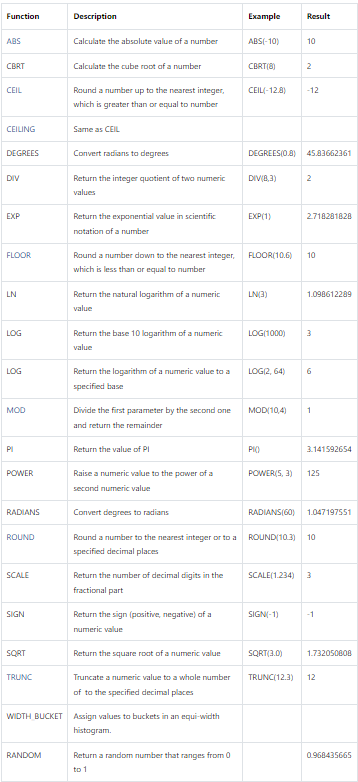 Function Description Example Result
ABS Calculate the absolute value of a number ABS(-10) 10
CBRT Calculate the cube root of a number CBRT(8) 2
CEIL Round a number up to the nearest integer, CEIL(-12.8) -12
which is greater than or equal to number
CEILING Same as CEIL
DEGREES Convert radians to degrees DEGREES(0.8) 45.83662361
DIV Return the integer quotient of two numeric DIV(8,3) 2
values
EXP Return the exponential value in scientific EXP(1) 2.718281828
notation of a number
FLOOR Round a number down to the nearest integer, FLOOR(10.6) 10
which is less than or equal to number
LN Return the natural logarithm of a numeric LN(3) 1.098612289
value
LOG Return the base 10 logarithm of a numeric LOG(1000) 3
value
LOG Return the logarithm of a numeric value to a LOG(2, 64) 6
specified base
MOD Divide the first parameter by the second one MOD(10,4) 1
and return the remainder
PI Return the value of PI PI() 3.141592654
POWER Raise a numeric value to the power of a POWER(5, 3) 125
second numeric value
RADIANS Convert degrees to radians RADIANS(60) 1.047197551
ROUND Round a number to the nearest integer or to a ROUND(10.3) 10
specified decimal places
SCALE Return the number of decimal digits in the SCALE(1.234) 3
fractional part
SIGN Return the sign (positive, negative) of a SIGN(-1) -1
numeric value
SQRT Return the square root of a numeric value SQRT(3.0) 1.732050808
TRUNC Truncate a numeric value to a whole number TRUNC(12.3) 12
of to the specified decimal places
WIDTH_BUCKET Assign values to buckets in an equi-width
histogram.
RANDOM Return a random number that ranges from 0 0.968435665
to 1